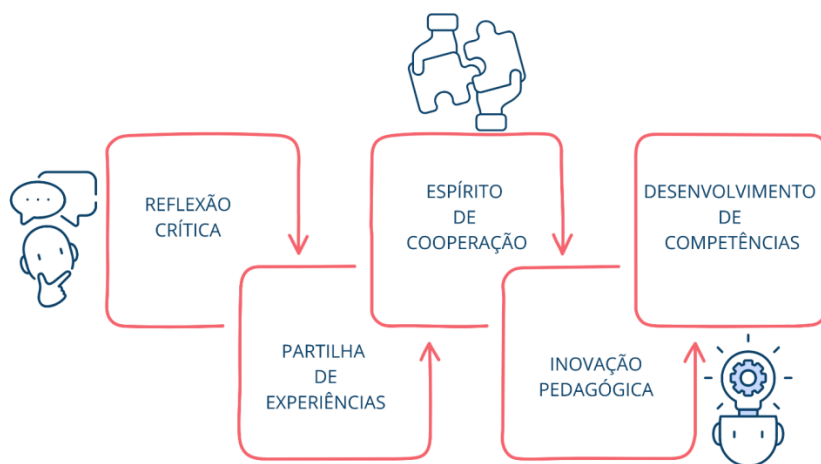 REFLEXÃO
CRÍTICA
PARTILHA
DE
EXPERIÊNCIAS
ESPÍRITO
DE
COOPERAÇÃO
INOVAÇÃO
PEDAGÓGICA
DESENVOLVIMENTO
DE
COMPETÊNCIAS